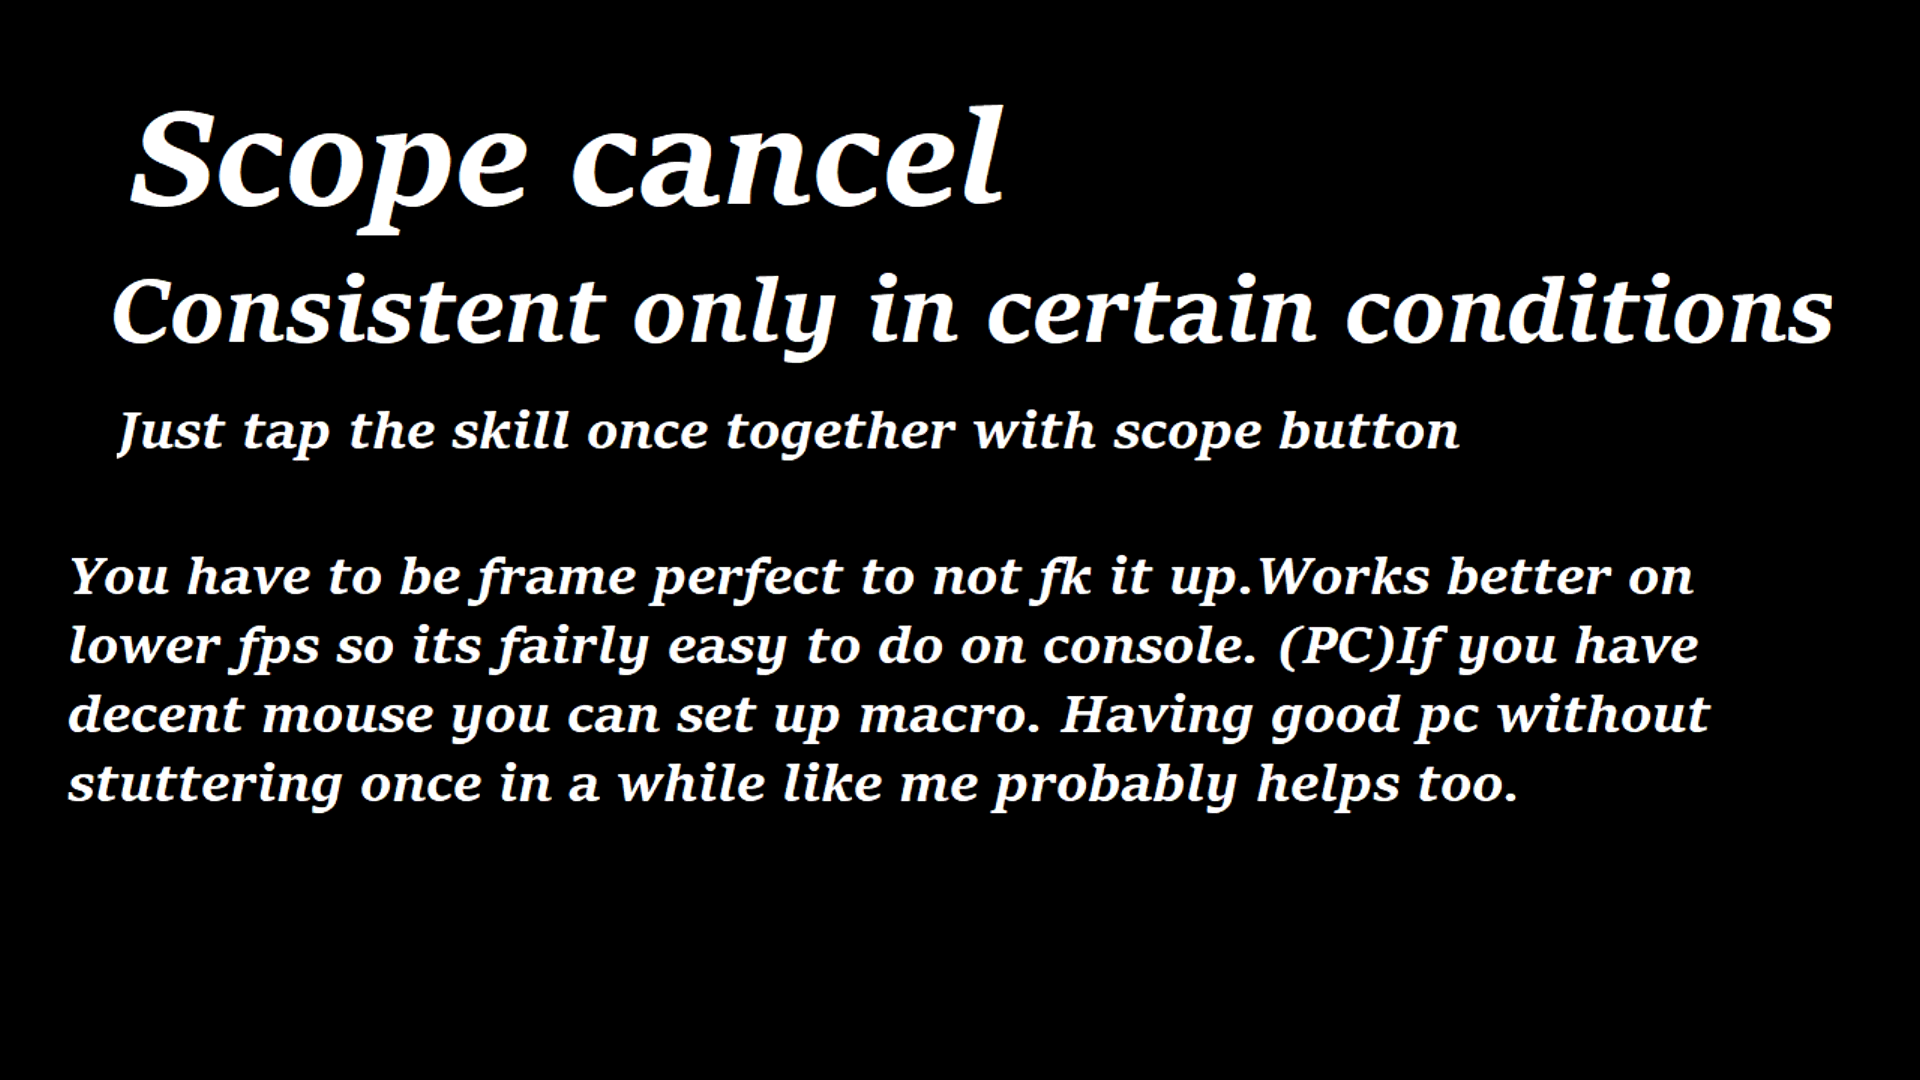 Scope cancel
Consistent only in certain conditions
Just tap the skill once together with scope button
You have to be frame perfect to not fk it up.Works better on
lower fps so its fairly easy to do on console. (PC)If you have
decent mouse you can set up macro. Having good pc without
stuttering once in a while like me probably helps too.